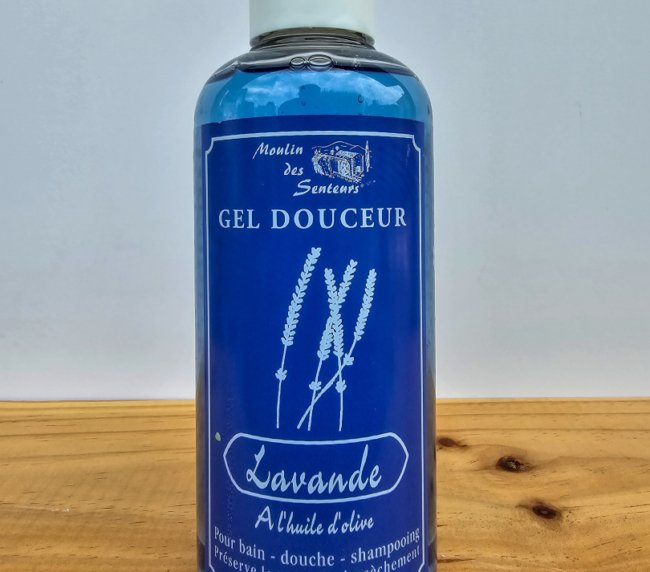 Moulin
des
Senteurs
GEL DOUCEUR
Lavande
A l'huile d'olive
Pour bain - douche - shampooing
Préserve